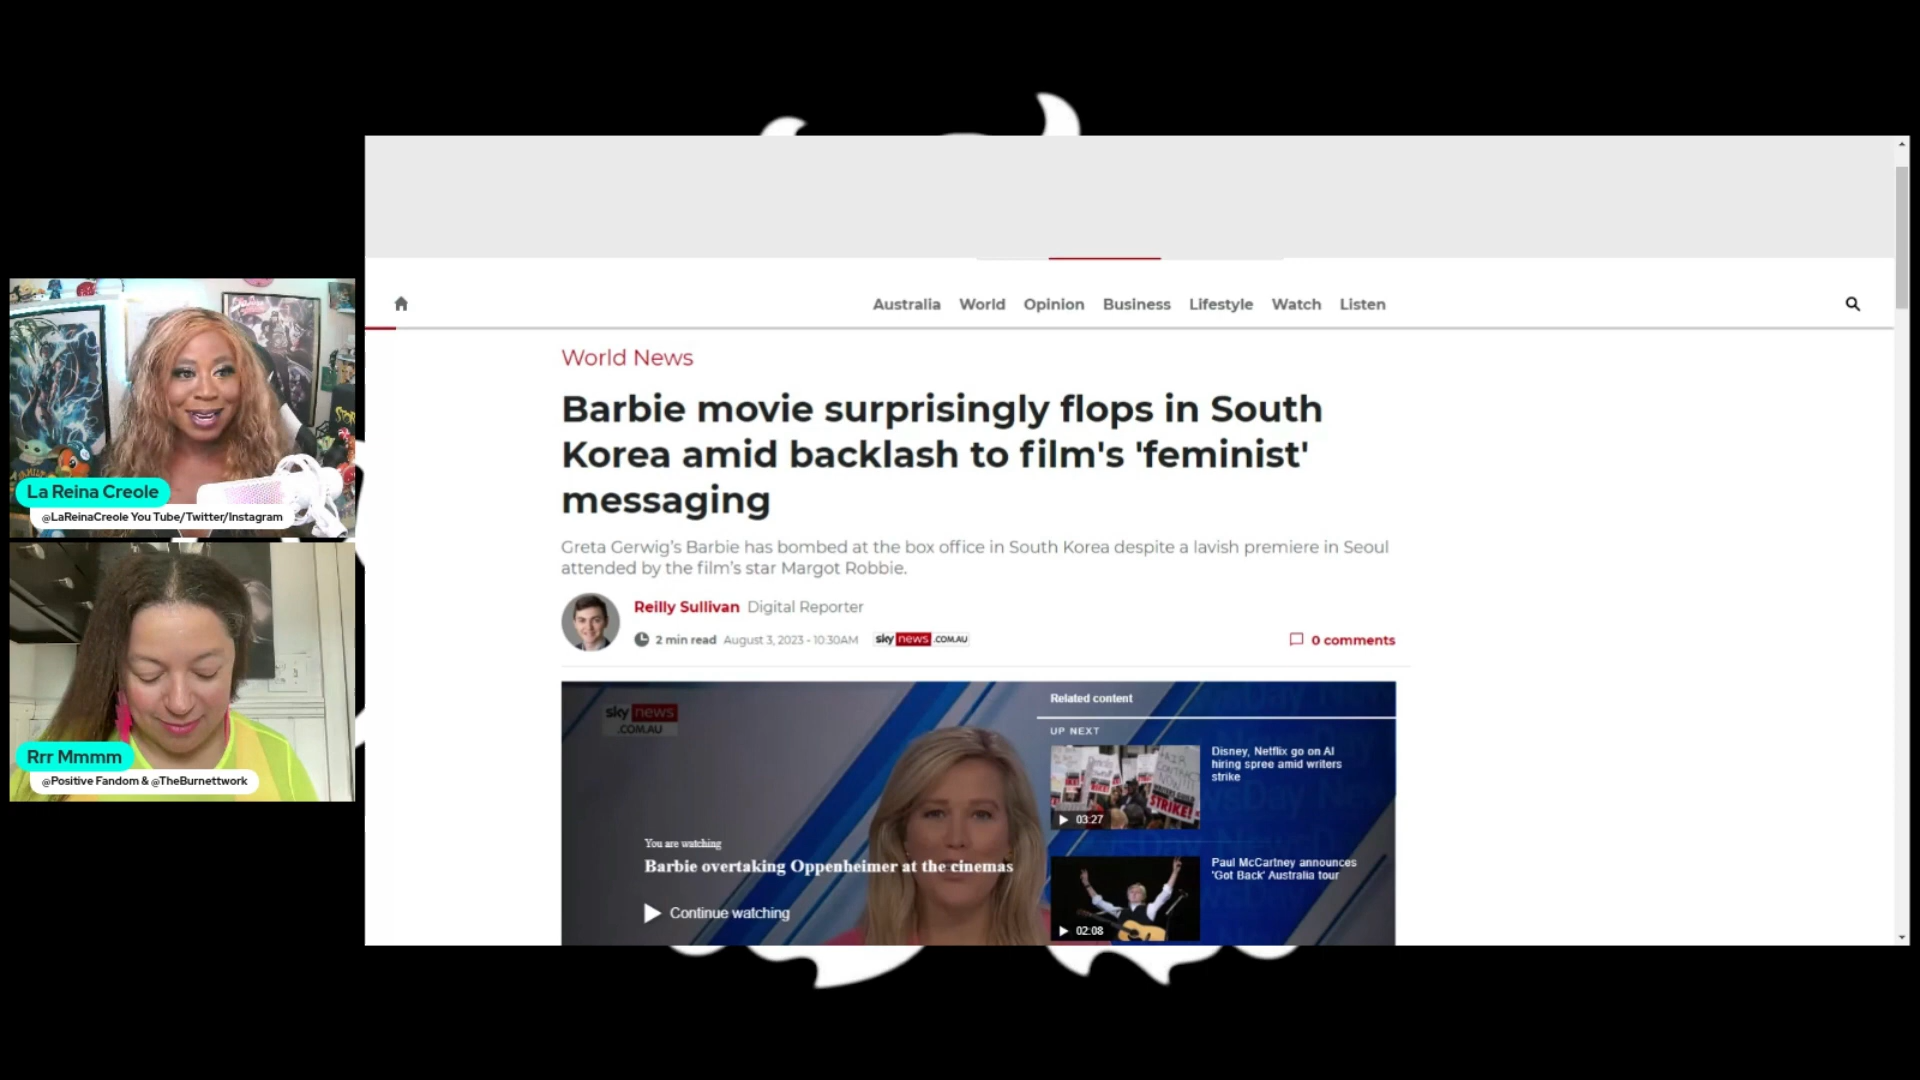 La Reina Creole
@LaReinaCreole You Tube/Twitter/Instagram
Rrr Mmmm
@Positive Fandom & @TheBurnettwork
Australia World Opinion Business Lifestyle Watch Listen
World News
Barbie movie surprisingly flops in South
Korea amid backlash to film's 'feminist'
messaging
Greta Gerwig's Barbie has bombed at the box office in South Korea despite a lavish premiere in Seoul
attended by the film's star Margot Robbie.
Reilly Sullivan Digital Reporter
2 min read August 3, 2023 - 10:30AM sky news .COM.AU
0 comments
sky news
.COM.AU
You are watching
Barbie overtaking Oppenheimer at the cinemas
Continue watching
Related content
UP NEXT
Disney, Netflix go on AI
hiring spree amid writers
strike
STRIKE!
03:27
Paul McCartney announces
'Got Back' Australia tour
02:08